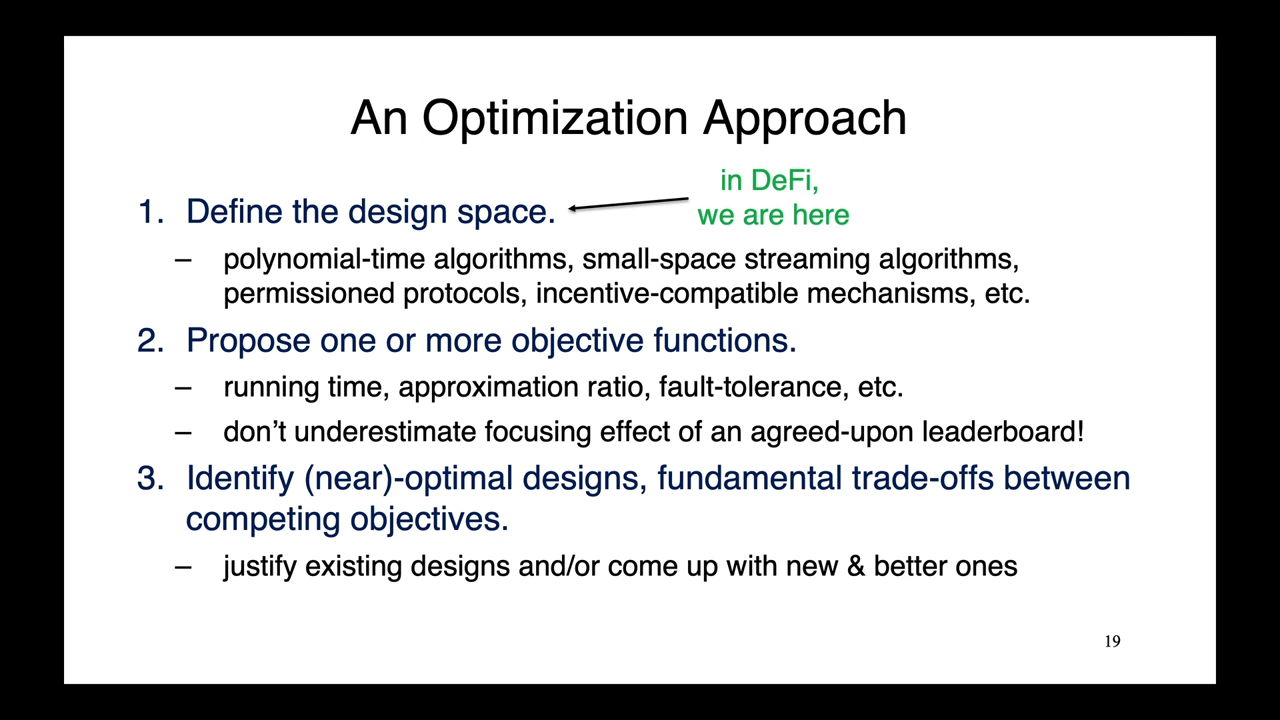 An Optimization Approach
in DeFi,
we are here
1. Define the design space.
– polynomial-time algorithms, small-space streaming algorithms,
permissioned protocols, incentive-compatible mechanisms, etc.
2. Propose one or more objective functions.
– running time, approximation ratio, fault-tolerance, etc.
– don’t underestimate focusing effect of an agreed-upon leaderboard!
3. Identify (near)-optimal designs, fundamental trade-offs between
competing objectives.
– justify existing designs and/or come up with new & better ones
19